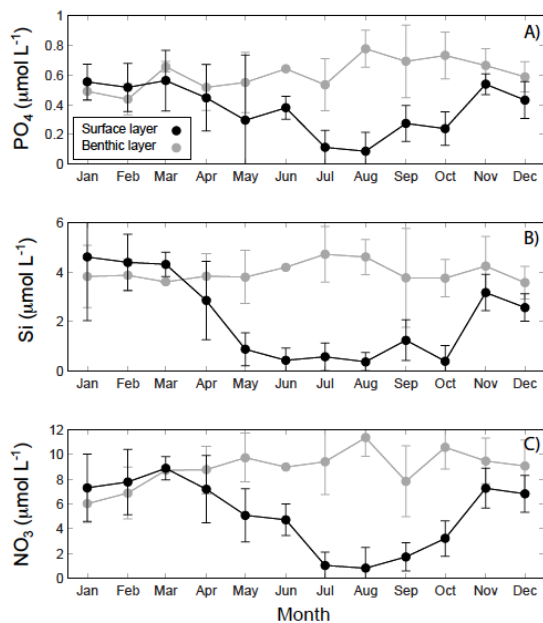 A)
PO₄ (μmol L⁻¹)
1
0.8
0.6
0.4
0.2
0
Surface layer
Benthic layer
Jan Feb Mar Apr May Jun Jul Aug Sep Oct Nov Dec
B)
Si (μmol L⁻¹)
6
4
2
0
Jan Feb Mar Apr May Jun Jul Aug Sep Oct Nov Dec
C)
NO₃ (μmol L⁻¹)
12
10
8
6
4
2
0
Jan Feb Mar Apr May Jun Jul Aug Sep Oct Nov Dec
Month